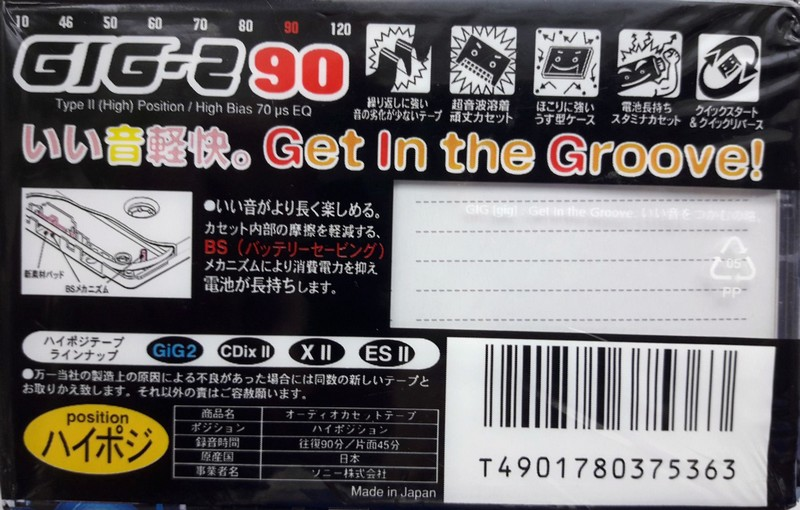 10 46 50 60 70 80 90 120
GIG-2 90
Type II (High) Position / High Bias 70 μs EQ
繰り返しに強い
音の劣化が少ないテープ
超音波溶着
頑丈カセット
ほこりに強い
うす型ケース
電池長持ち
スタミナカセット
クイックスタート
&クイックリバース
いい音軽快。Get In the Groove!
●いい音がより長く楽しめる。
カセット内部の摩擦を軽減する、
BS（バッテリーセービング）
メカニズムにより消費電力を抑え
電池が長持ちします。
新素材パッド
BSメカニズム
GIG [gig] : Get In the Groove. いい音をつかむ
05
PP
ハイポジテープ
ラインナップ
GiG2 CDix II X II ES II
●万一当社の製造上の原因による不良があった場合には同数の新しいテープと
お取りかえ致します。それ以外の責はご容赦願います。
position
ハイポジ
商品名 オーディオカセットテープ
ポジション ハイポジション
録音時間 往復90分／片面45分
原産国 日本
事業者名 ソニー株式会社
Made in Japan
T4901780375363